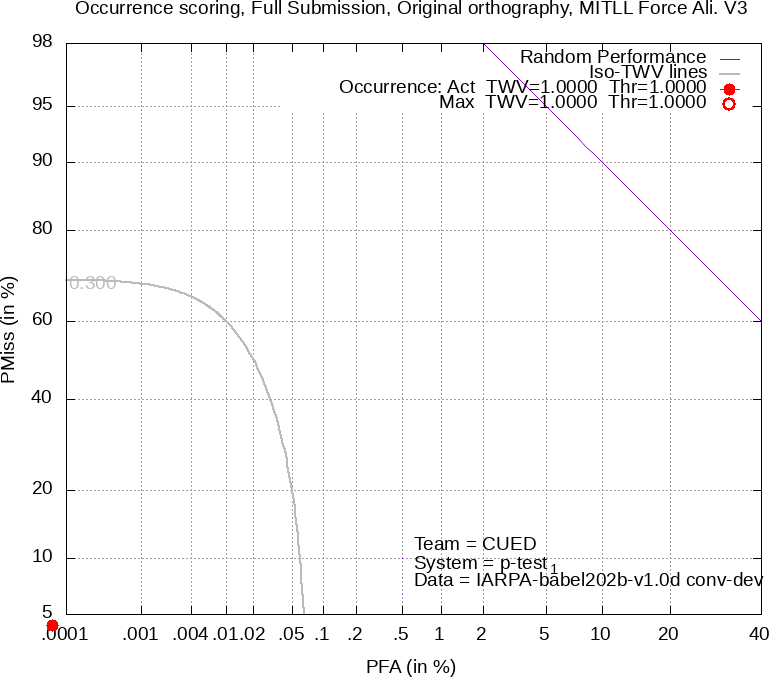 Occurrence scoring, Full Submission, Original orthography, MITLL Force Ali. V3
Random Performance
Iso-TWV lines
Occurrence: Act TWV=1.0000 Thr=1.0000
Max TWV=1.0000 Thr=1.0000
98
95
90
80
60
40
20
10
5
PMiss (in %)
0.300
Team = CUED
System = p-test1
Data = IARPA-babel202b-v1.0d conv-dev
.0001 .001 .004 .01 .02 .05 .1 .2 .5 1 2 5 10 20 40
PFA (in %)